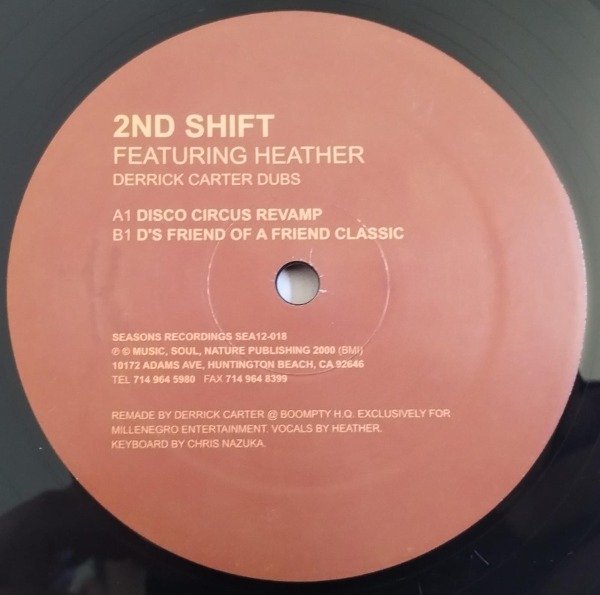 2ND SHIFT
FEATURING HEATHER
DERRICK CARTER DUBS
A1 DISCO CIRCUS REVAMP
B1 D'S FRIEND OF A FRIEND CLASSIC
SEASONS RECORDINGS SEA12-018
℗ © MUSIC, SOUL, NATURE PUBLISHING 2000 (BMI)
10172 ADAMS AVE, HUNTINGTON BEACH, CA 92646
TEL 714 964 5980 FAX 714 964 8399
REMADE BY DERRICK CARTER @ BOOMPTY H.Q. EXCLUSIVELY FOR
MILLENEGRO ENTERTAINMENT. VOCALS BY HEATHER.
KEYBOARD BY CHRIS NAZUKA.